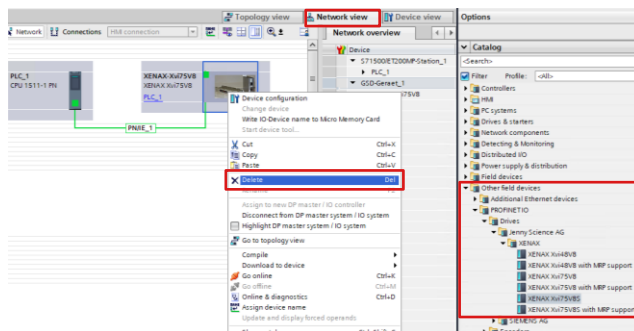 Topology view
Network view
Device view
Options
Network
Connections
HMI connection
Network overview
Device
S71500/ET200MP-Station_1
PLC_1
GSD-Geraet_1
PLC_1
CPU 1511-1 PN
XENAX-Xvi75V8
XENAX Xvi75V8
PLC_1
PN/IE_1
Device configuration
Change device
Write IO-Device name to Micro Memory Card
Start device tool...
Cut Ctrl+X
Copy Ctrl+C
Paste Ctrl+V
Delete Del
Assign to new DP master / IO controller
Disconnect from DP master system / IO system
Highlight DP master system / IO system
Go to topology view
Compile
Download to device
Go online Ctrl+K
Go offline Ctrl+M
Online & diagnostics Ctrl+D
Assign device name
Update and display forced operands
Catalog
<Search>
Filter Profile: <All>
Controllers
HMI
PC systems
Drives & starters
Network components
Detecting & Monitoring
Distributed I/O
Power supply & distribution
Field devices
Other field devices
Additional Ethernet devices
PROFINET IO
Drives
Jenny Science AG
XENAX
XENAX Xvi48V8
XENAX Xvi48V8 with MRP support
XENAX Xvi75V8
XENAX Xvi75V8 with MRP support
XENAX Xvi75V8S
XENAX Xvi75V8S with MRP support
SIEMENS AG